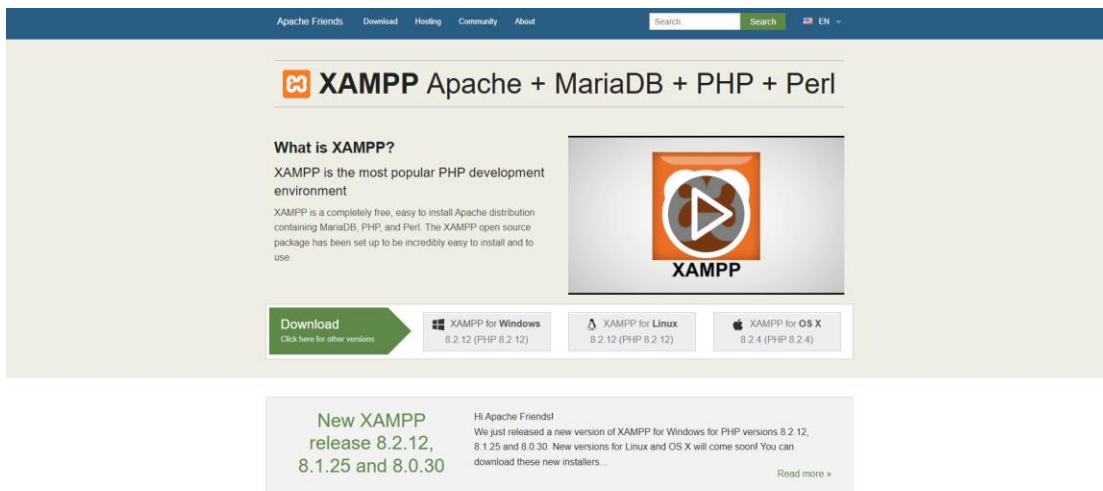 Apache Friends Download Hosting Community About Search... Search EN
XAMPP Apache + MariaDB + PHP + Perl
What is XAMPP?
XAMPP is the most popular PHP development
environment
XAMPP is a completely free, easy to install Apache distribution
containing MariaDB, PHP, and Perl. The XAMPP open source
package has been set up to be incredibly easy to install and to
use.
XAMPP
Download
Click here for other versions
XAMPP for Windows
8.2.12 (PHP 8.2.12)
XAMPP for Linux
8.2.12 (PHP 8.2.12)
XAMPP for OS X
8.2.4 (PHP 8.2.4)
New XAMPP
release 8.2.12,
8.1.25 and 8.0.30
Hi Apache Friends!
We just released a new version of XAMPP for Windows for PHP versions 8.2.12,
8.1.25 and 8.0.30. New versions for Linux and OS X will come soon! You can
download these new installers...
Read more »